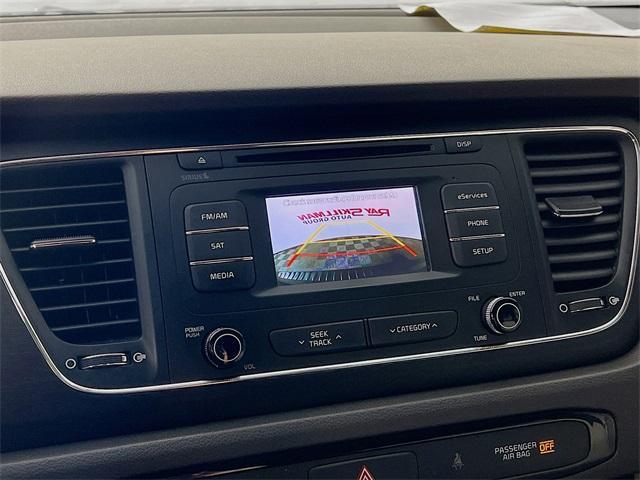 DISP
SIRIUS
FM/AM
SAT
MEDIA
RAY SKILLMAN
AUTO GROUP
eServices
PHONE
SETUP
POWER
PUSH
VOL
SEEK
TRACK
CATEGORY
FILE
ENTER
TUNE
PASSENGER
AIR BAG
OFF